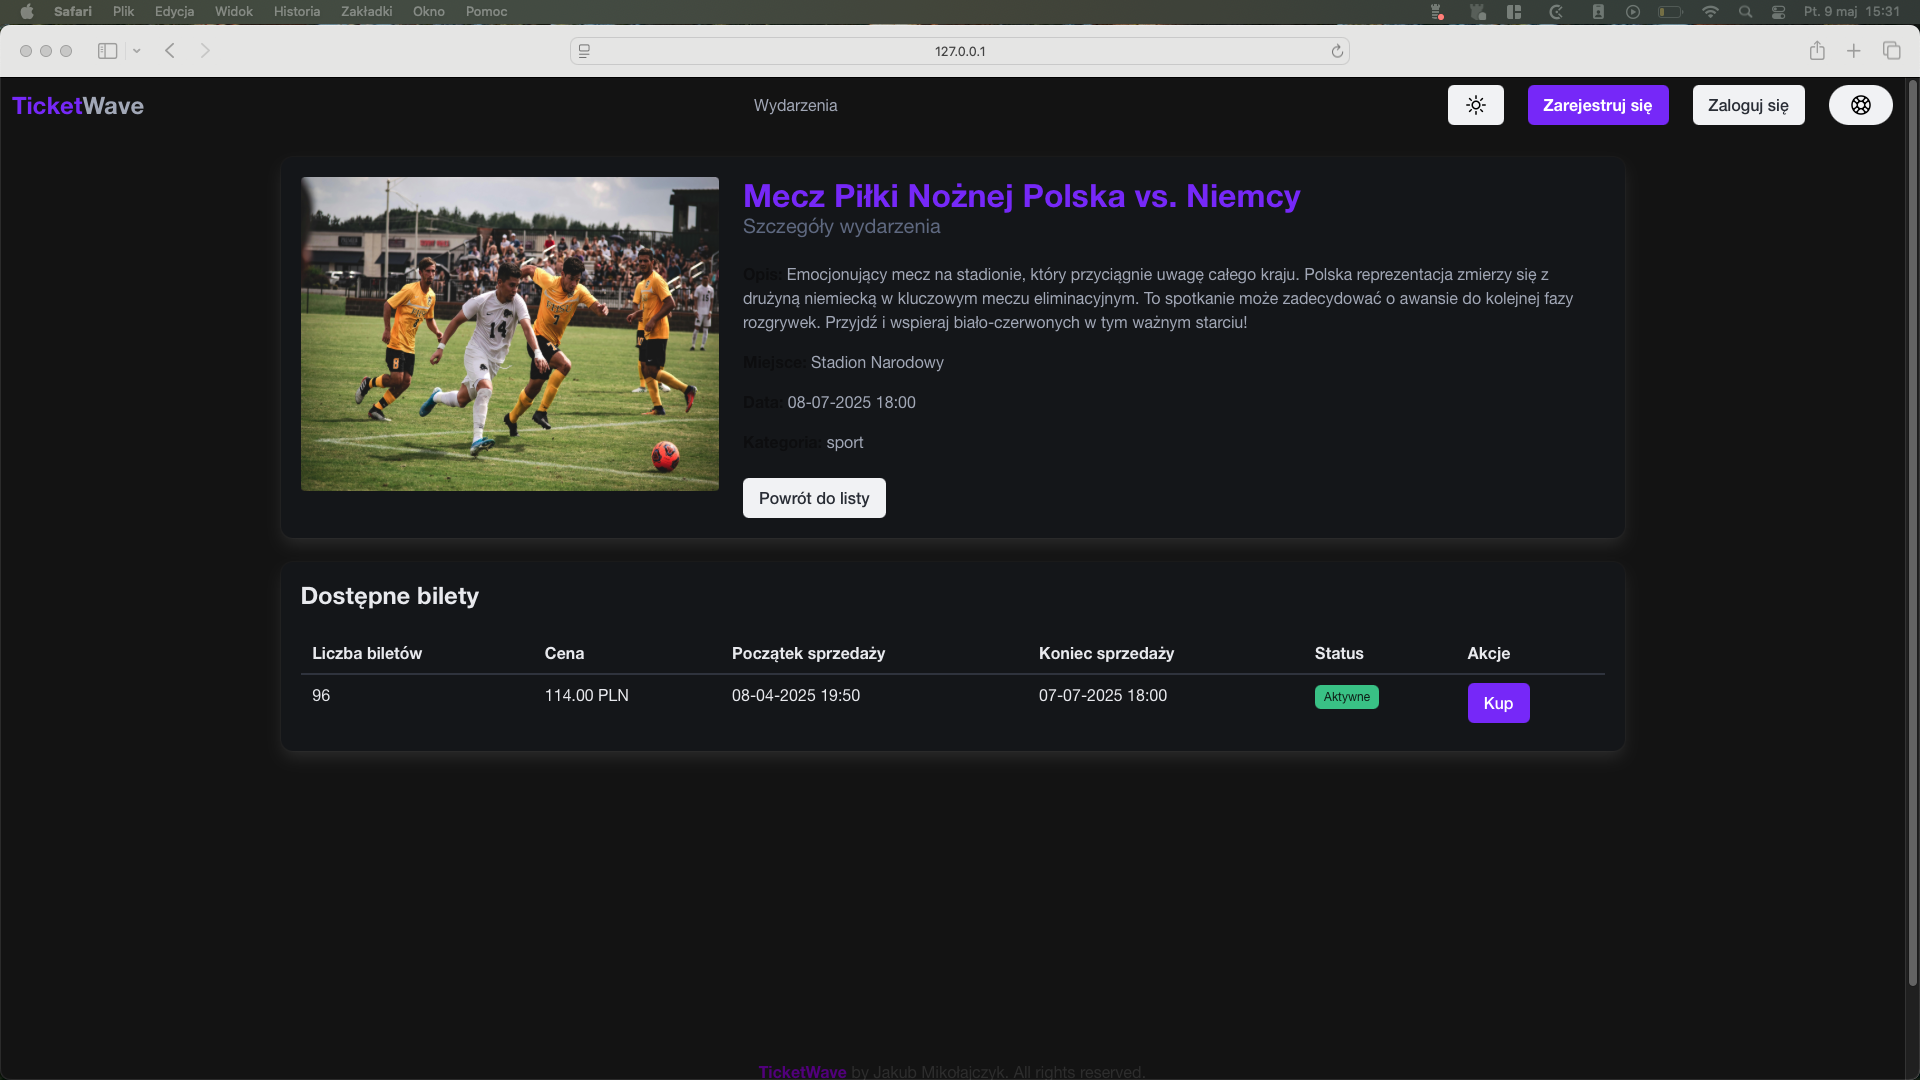 Safari Plik Edycja Widok Historia Zakładki Okno Pomoc Pt. 9 maj 15:31
127.0.0.1
TicketWave Wydarzenia Zarejestruj się Zaloguj się
Mecz Piłki Nożnej Polska vs. Niemcy
Szczegóły wydarzenia
Opis: Emocjonujący mecz na stadionie, który przyciągnie uwagę całego kraju. Polska reprezentacja zmierzy się z
drużyną niemiecką w kluczowym meczu eliminacyjnym. To spotkanie może zadecydować o awansie do kolejnej fazy
rozgrywek. Przyjdź i wspieraj biało-czerwonych w tym ważnym starciu!
Miejsce: Stadion Narodowy
Data: 08-07-2025 18:00
Kategoria: sport
14
7
8
Powrót do listy
Dostępne bilety
Liczba biletów Cena Początek sprzedaży Koniec sprzedaży Status Akcje
96 114.00 PLN 08-04-2025 19:50 07-07-2025 18:00 Aktywne Kup
TicketWave by Jakub Mikołajczyk. All rights reserved.